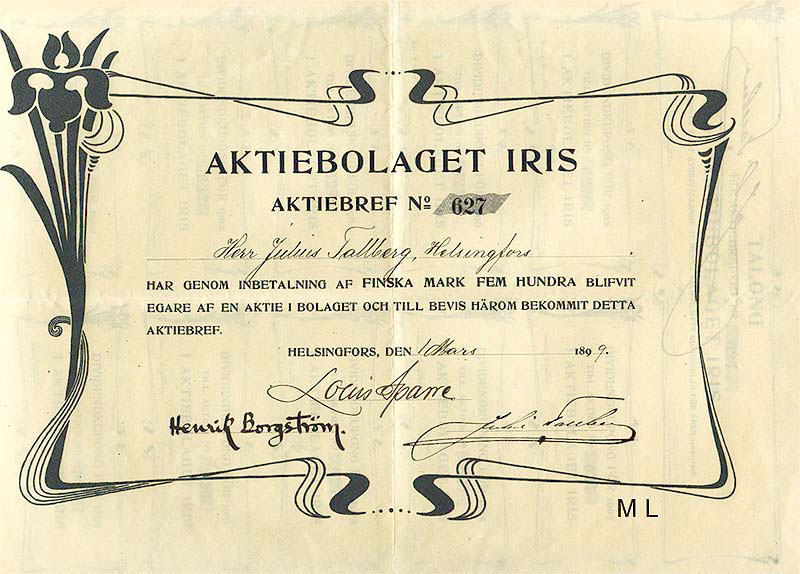 AKTIEBOLAGET IRIS
AKTIEBREF Nº 627
Herr Julius Tallberg, Helsingfors
HAR GENOM INBETALNING AF FINSKA MARK FEM HUNDRA BLIFVIT
EGARE AF EN AKTIE I BOLAGET OCH TILL BEVIS HÄROM BEKOMMIT DETTA
AKTIEBREF.
HELSINGFORS, DEN 1 Mars 1899.
Louis Sparre
Henrik Borgström.
M L